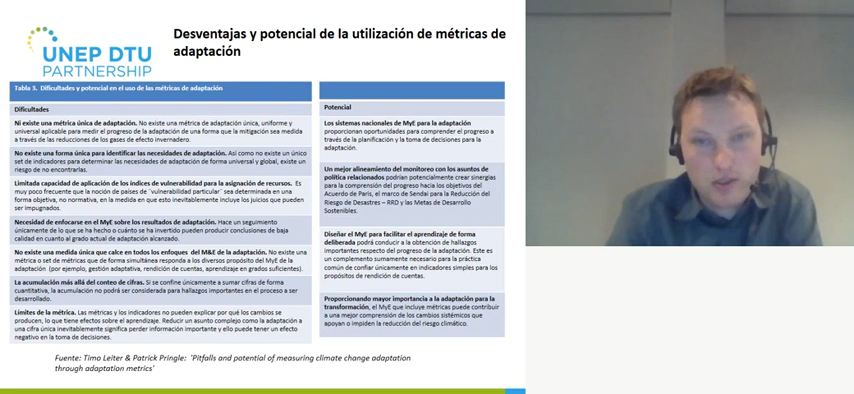 UNEP DTU
PARTNERSHIP
Desventajas y potencial de la utilización de métricas de
adaptación
Tabla 3. Dificultades y potencial en el uso de las métricas de adaptación
Dificultades
Ni existe una métrica única de adaptación. No existe una métrica de adaptación única, uniforme y
universal aplicable para medir el progreso de la adaptación de una forma que la mitigación sea medida
a través de las reducciones de los gases de efecto invernadero.
No existe una forma única para identificar las necesidades de adaptación. Así como no existe un único
set de indicadores para determinar las necesidades de adaptación de forma universal y global, existe un
riesgo de no encontrarlas.
Limitada capacidad de aplicación de los índices de vulnerabilidad para la asignación de recursos. Es
muy poco frecuente que la noción de países de ¨vulnerabilidad particular¨ sea determinada en una
forma objetiva, no normativa, en la medida en que esto inevitablemente incluye los juicios que pueden
ser impugnados.
Necesidad de enfocarse en el MyE sobre los resultados de adaptación. Hace un seguimiento
únicamente de lo que se ha hecho o cuánto se ha invertido pueden producir conclusiones de baja
calidad en cuanto al grado actual de adaptación alcanzado.
No existe una medida única que calce en todos los enfoques del M&E de la adaptación. No existe una
métrica o set de métricas que de forma simultánea responda a los diversos propósito del MyE de la
adaptación (por ejemplo, gestión adaptativa, rendición de cuentas, aprendizaje en grados suficientes).
La acumulación más allá del conteo de cifras. Si se confine únicamente a sumar cifras de forma
quantitativa, la acumulación no podrá ser considerada para hallazgos importantes en el proceso a ser
desarrollado.
Límites de la métrica. Las métricas y los indicadores no pueden explicar por qué los cambios se
producen, lo que tiene efectos sobre el aprendizaje. Reducir un asunto complejo como la adaptación a
una cifra única inevitablemente significa perder información importante y ello puede tener un efecto
negativo en la toma de decisiones.
Potencial
Los sistemas nacionales de MyE para la adaptación
proporcionan oportunidades para comprender el progreso a
través de la planificación y la toma de decisiones para la
adaptación.
Un mejor alineamiento del monitoreo con los asuntos de
política relacionados podrían potencialmente crear sinergias
para la comprensión del progreso hacia los objetivos del
Acuerdo de París, el marco de Sendai para la Reducción del
Riesgo de Desastres – RRD y las Metas de Desarrollo
Sostenibles.
Diseñar el MyE para facilitar el aprendizaje de forma
deliberada podrá conducir a la obtención de hallazgos
importantes respecto del progreso de la adaptación. Este es
un complemento sumamente necesario para la práctica
común de confiar únicamente en indicadores simples para los
propósitos de rendición de cuentas.
Proporcionando mayor importancia a la adaptación para la
transformación, el MyE que incluye métricas puede contribuir
a una mejor comprensión de los cambios sistémicos que
apoyan o impiden la reducción del riesgo climático.
Fuente: Timo Leiter & Patrick Pringle: 'Pitfalls and potential of measuring climate change adaptation
through adaptation metrics'